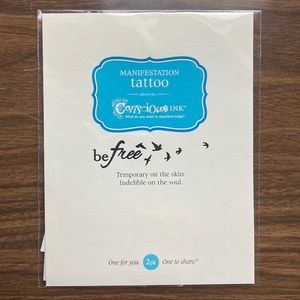 MANIFESTATION
tattoo
Conscious INK®
What do you want to manifest today?
be free
Temporary on the skin.
Indelible on the soul.
One for you. 2pk One to share?